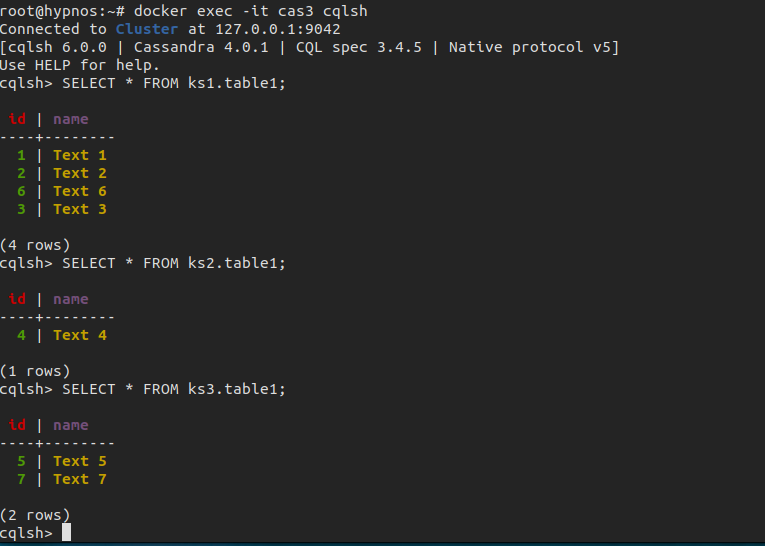 root@hypnos:~# docker exec -it cas3 cqlsh
Connected to Cluster at 127.0.0.1:9042
[cqlsh 6.0.0 | Cassandra 4.0.1 | CQL spec 3.4.5 | Native protocol v5]
Use HELP for help.
cqlsh> SELECT * FROM ks1.table1;
 id | name
----+--------
  1 | Text 1
  2 | Text 2
  6 | Text 6
  3 | Text 3
(4 rows)
cqlsh> SELECT * FROM ks2.table1;
 id | name
----+--------
  4 | Text 4
(1 rows)
cqlsh> SELECT * FROM ks3.table1;
 id | name
----+--------
  5 | Text 5
  7 | Text 7
(2 rows)
cqlsh>